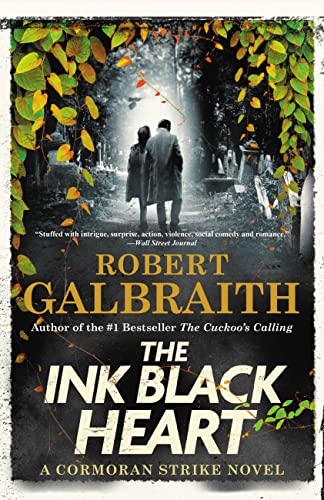 "Stuffed with intrigue, surprise, action, violence, social comedy and romance."
—Wall Street Journal
ROBERT
GALBRAITH
Author of the #1 Bestseller The Cuckoo's Calling
THE
INK BLACK
HEART
A CORMORAN STRIKE NOVEL